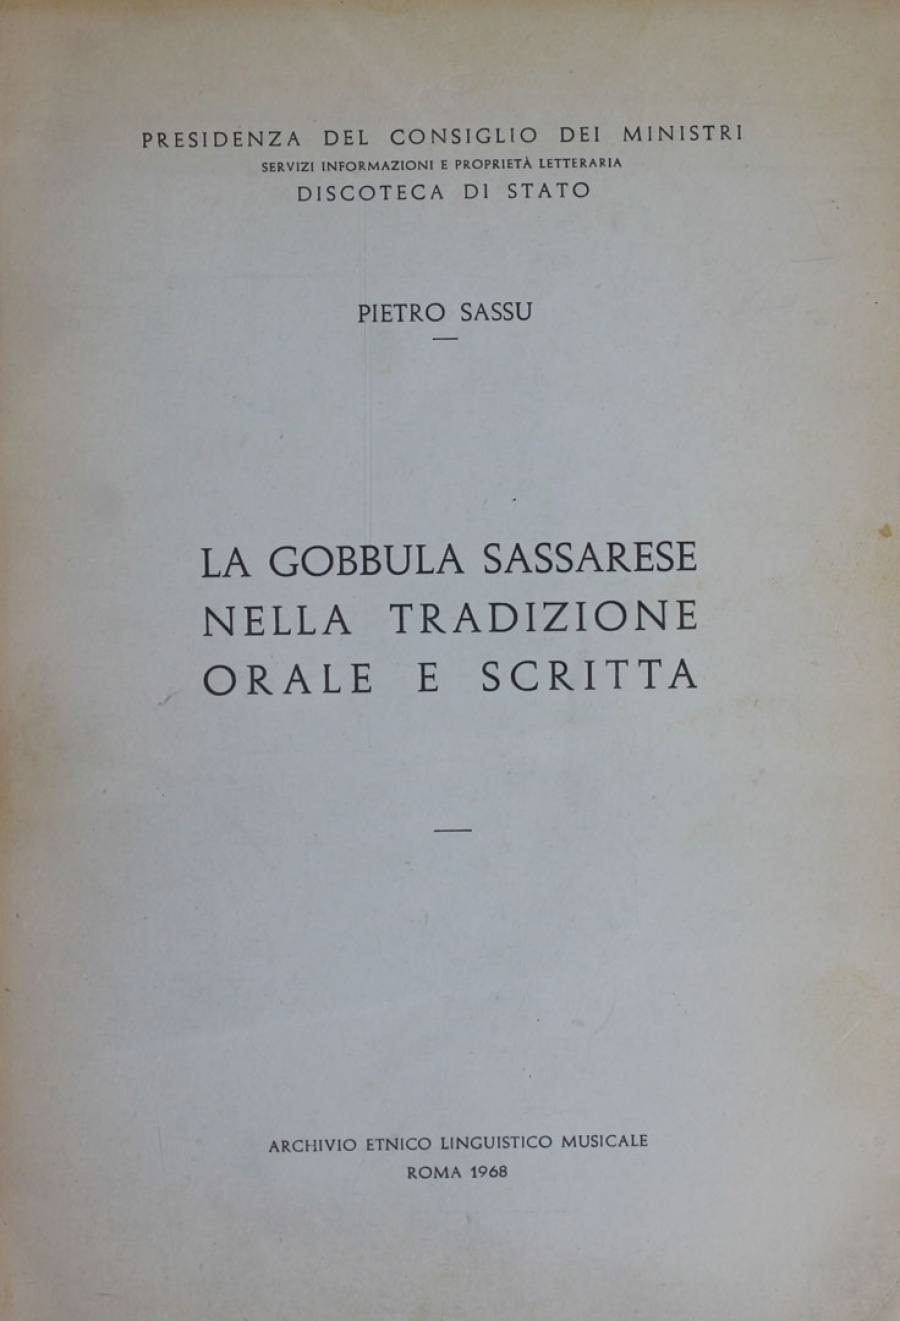 PRESIDENZA DEL CONSIGLIO DEI MINISTRI
SERVIZI INFORMAZIONI E PROPRIETÀ LETTERARIA
DISCOTECA DI STATO
PIETRO SASSU
LA GOBBULA SASSARESE
NELLA TRADIZIONE
ORALE E SCRITTA
ARCHIVIO ETNICO LINGUISTICO MUSICALE
ROMA 1968